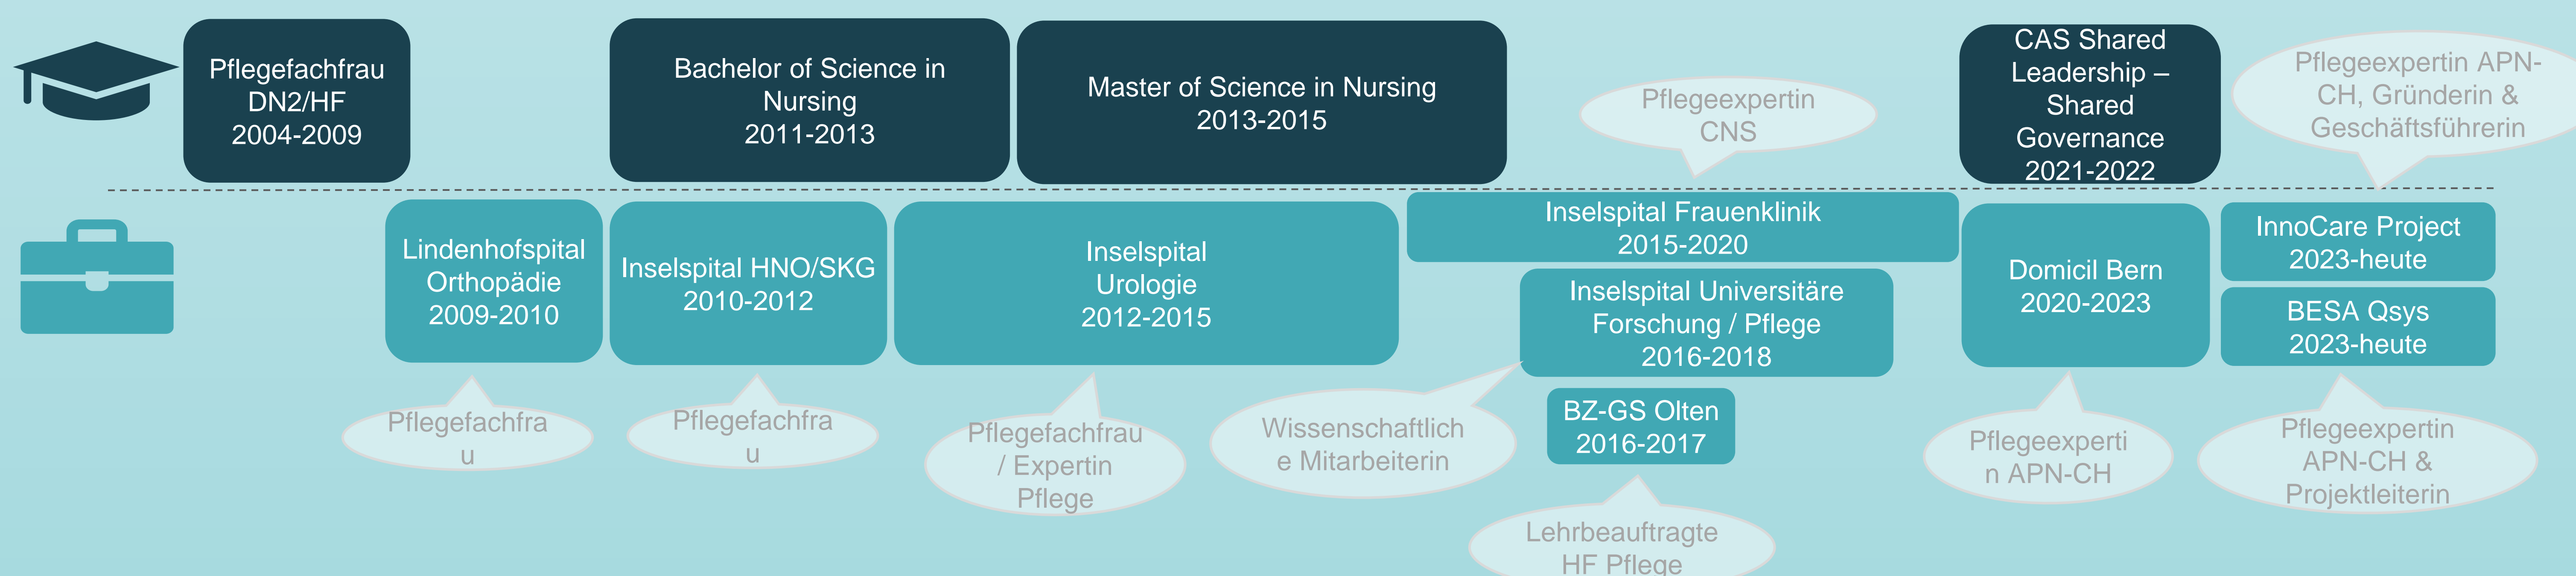 Pflegefachfrau
DN2/HF
2004-2009
Bachelor of Science in
Nursing
2011-2013
Master of Science in Nursing
2013-2015
Pflegeexpertin
CNS
CAS Shared
Leadership –
Shared
Governance
2021-2022
Pflegeexpertin APN-
CH, Gründerin &
Geschäftsführerin
Lindenhofspital
Orthopädie
2009-2010
Inselspital HNO/SKG
2010-2012
Inselspital
Urologie
2012-2015
Inselspital Frauenklinik
2015-2020
Inselspital Universitäre
Forschung / Pflege
2016-2018
BZ-GS Olten
2016-2017
Domicil Bern
2020-2023
InnoCare Project
2023-heute
BESA Qsys
2023-heute
Pflegefachfra
u
Pflegefachfra
u
Pflegefachfrau
/ Expertin
Pflege
Wissenschaftlich
e Mitarbeiterin
Lehrbeauftragte
HF Pflege
Pflegeexperti
n APN-CH
Pflegeexpertin
APN-CH &
Projektleiterin